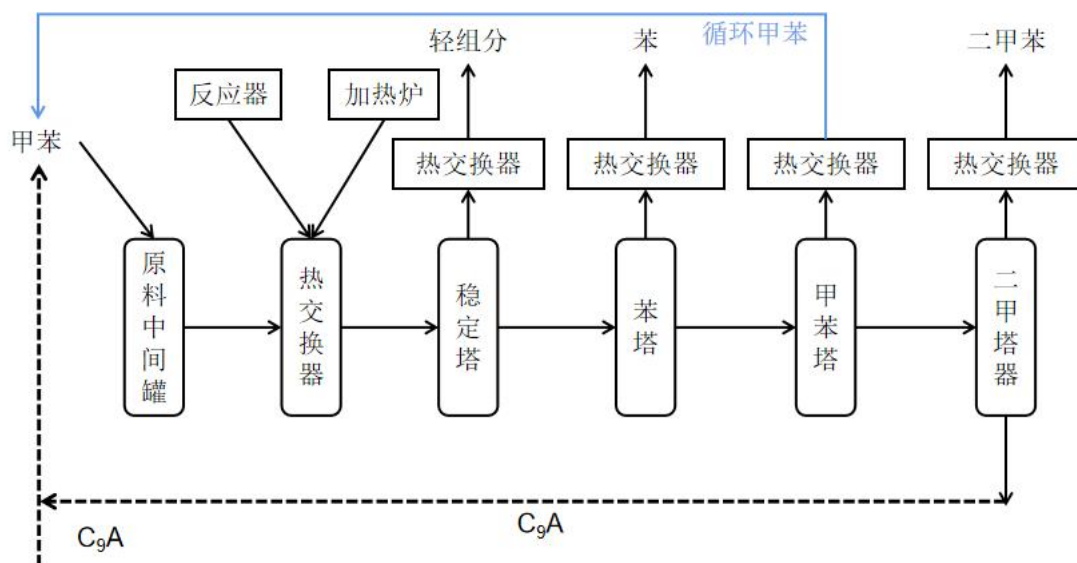 轻组分
苯
循环甲苯
二甲苯
反应器
加热炉
甲苯
热交换器
热交换器
热交换器
热交换器
原料中间罐
热交换器
稳定塔
苯塔
甲苯塔
二甲塔器
C₉A
C₉A